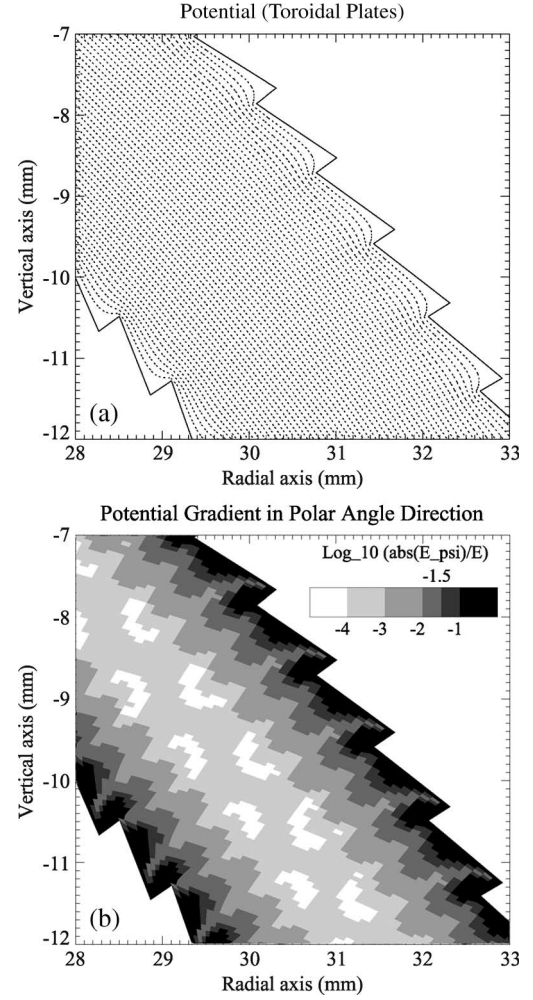 Potential (Toroidal Plates)
-7
-8
-9
-10
-11
-12
Vertical axis (mm)
(a)
28 29 30 31 32 33
Radial axis (mm)
Potential Gradient in Polar Angle Direction
Log_10 (abs(E_psi)/E)
-1.5
-4 -3 -2 -1
-7
-8
-9
-10
-11
-12
Vertical axis (mm)
(b)
28 29 30 31 32 33
Radial axis (mm)